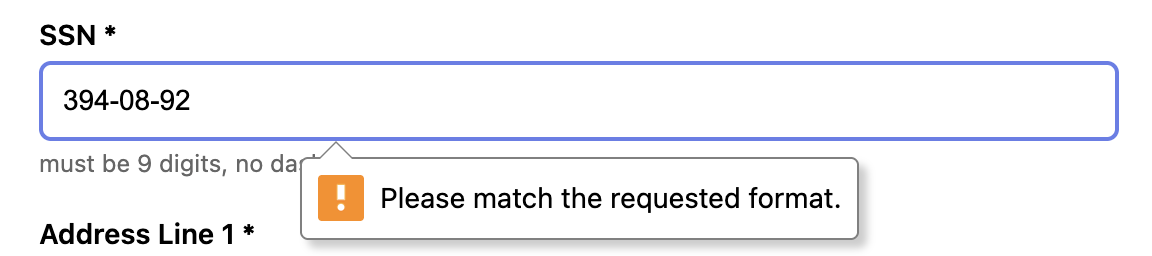 SSN *
394-08-92
must be 9 digits, no
Please match the requested format.
Address Line 1 *